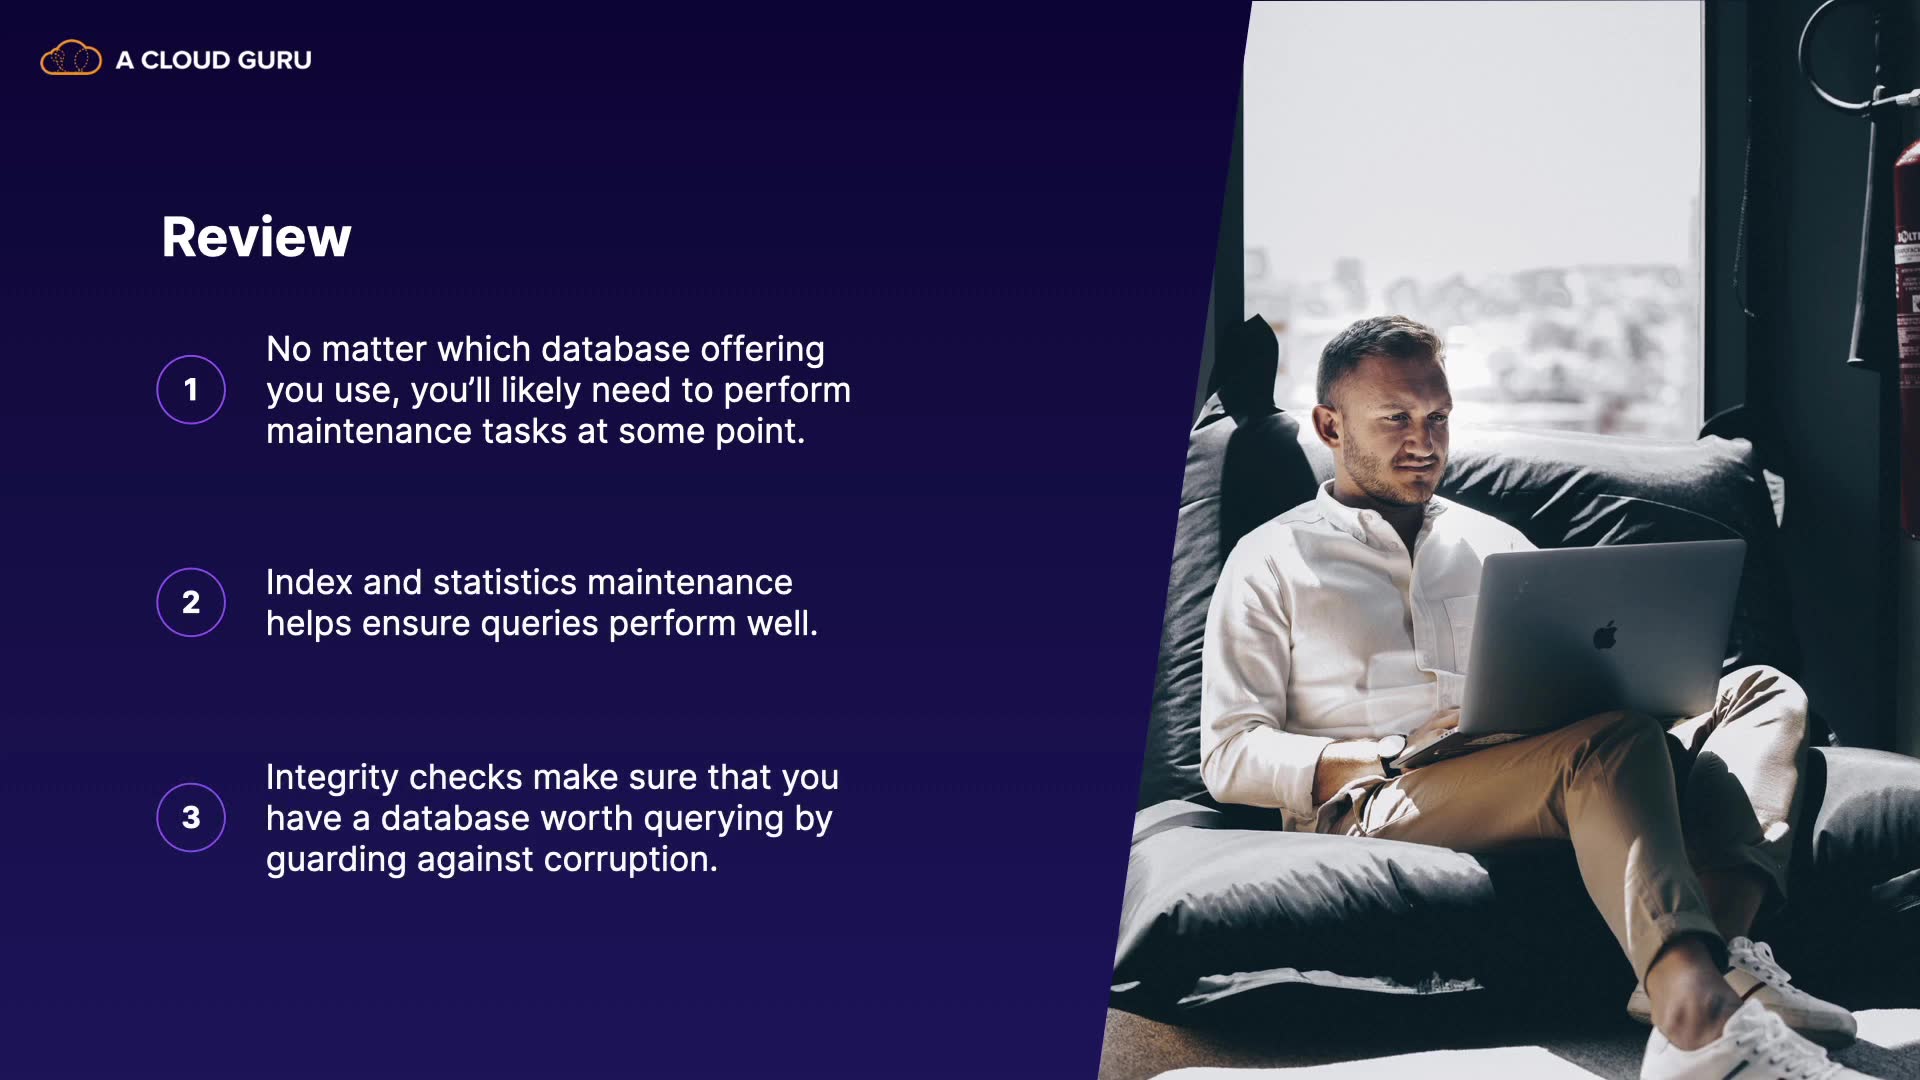 A CLOUD GURU
Review
1
No matter which database offering
you use, you’ll likely need to perform
maintenance tasks at some point.
2
Index and statistics maintenance
helps ensure queries perform well.
3
Integrity checks make sure that you
have a database worth querying by
guarding against corruption.